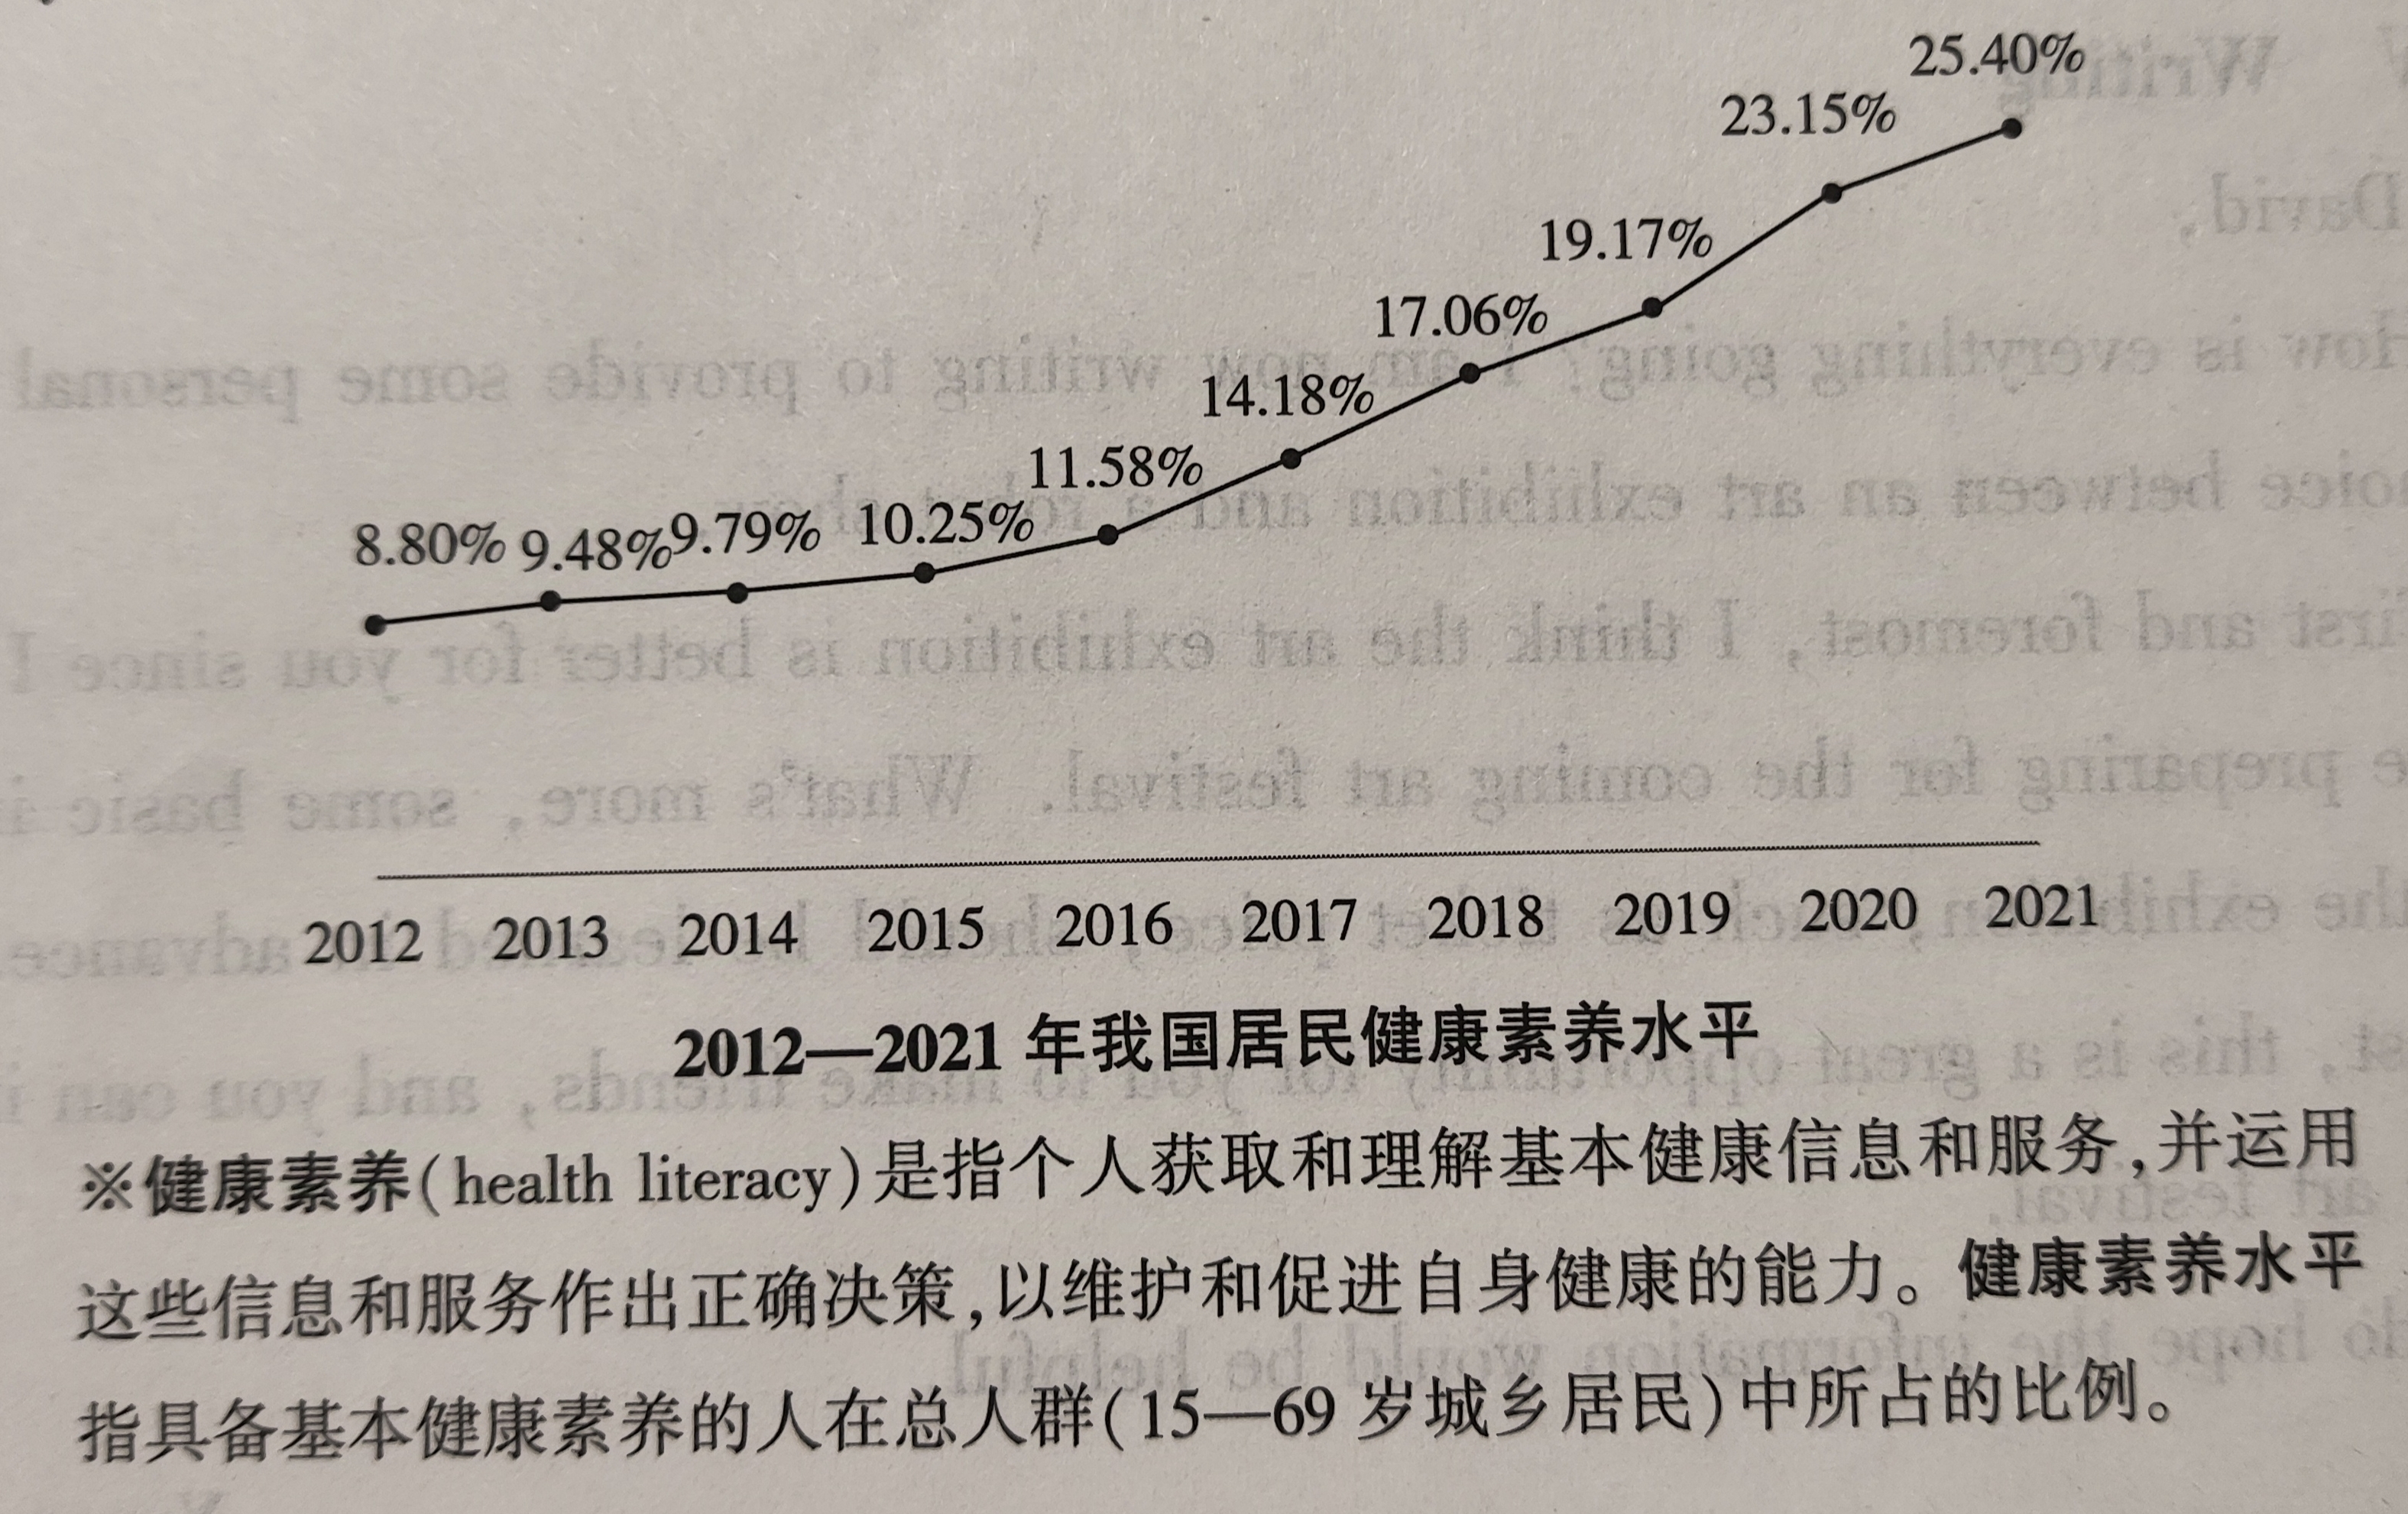 25.40%
23.15%
19.17%
17.06%
14.18%
11.58%
8.80% 9.48% 9.79% 10.25%
2012 2013 2014 2015 2016 2017 2018 2019 2020 2021
2012—2021 年我国居民健康素养水平
※健康素养(health literacy)是指个人获取和理解基本健康信息和服务,并运用
这些信息和服务作出正确决策,以维护和促进自身健康的能力。健康素养水平
指具备基本健康素养的人在总人群(15—69 岁城乡居民)中所占的比例。